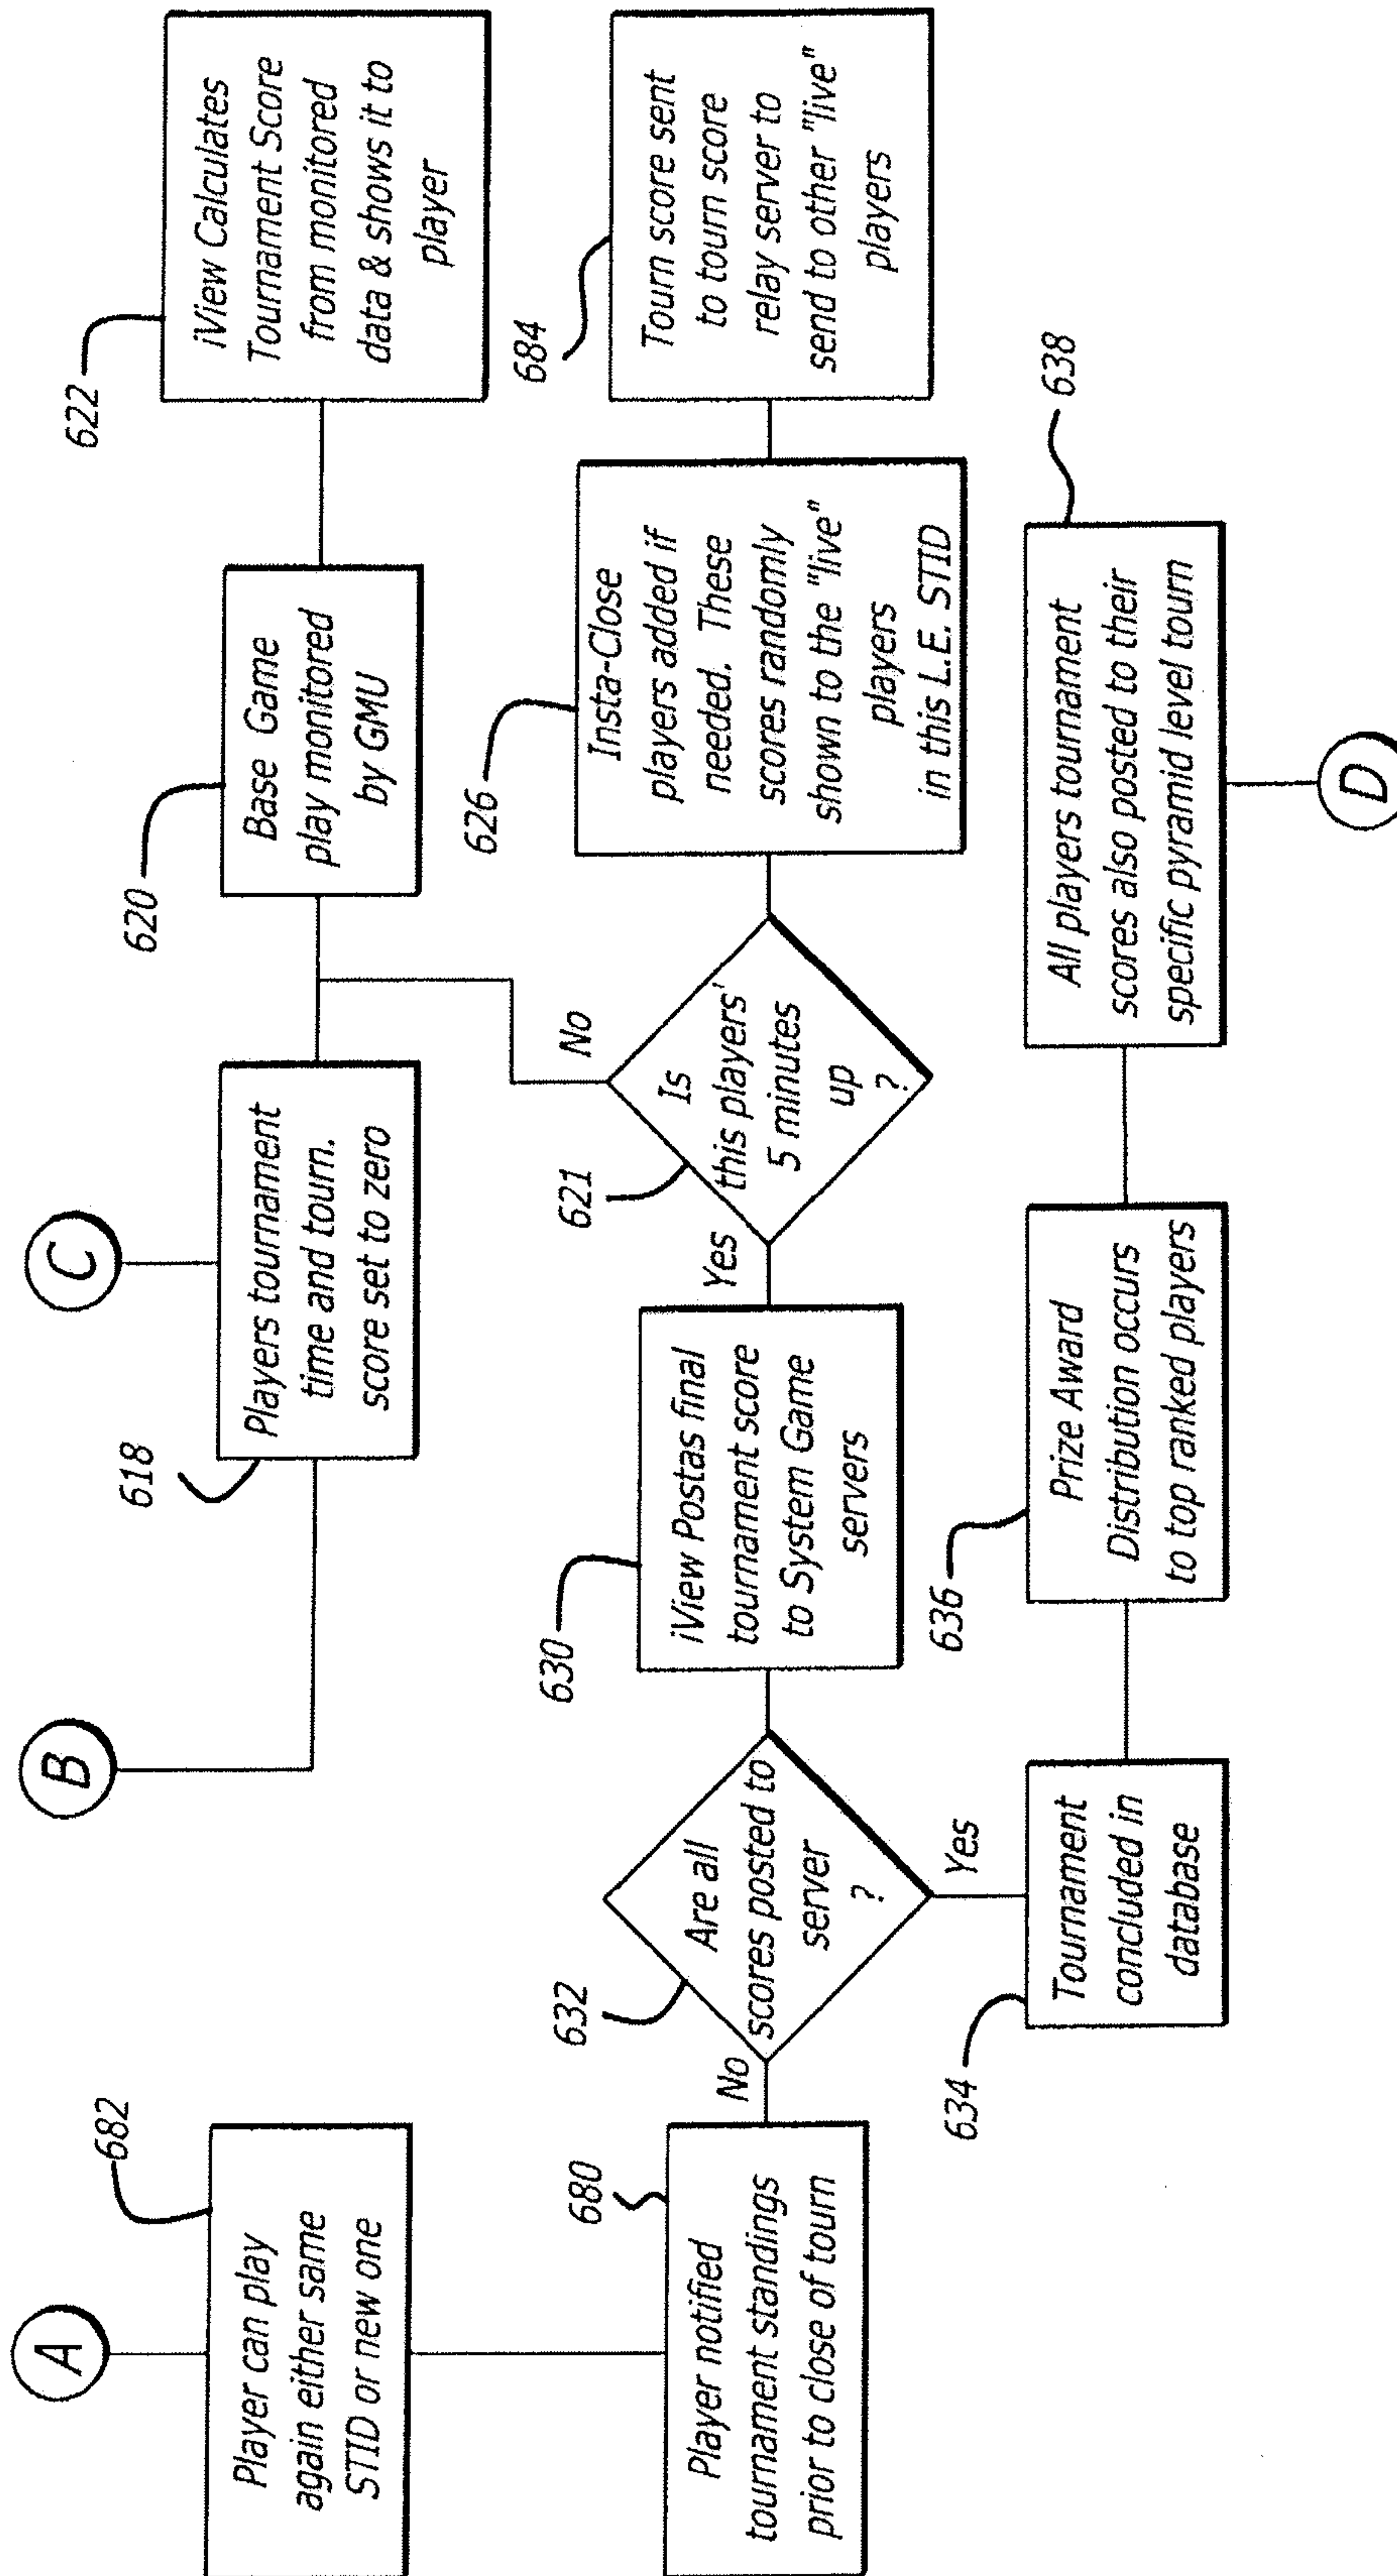 A
B
C
682
Player can play
again either same
STID or new one
618
Players tournament
time and tourn.
score set to zero
620
Base Game
play monitored
by GMU
622
iView Calculates
Tournament Score
from monitored
data & shows it to
player
680
Player notified
tournament standings
prior to close of tourn
No
632
Are all
scores posted to
server
?
Yes
630
iView Postas final
tournament score
to System Game
servers
Yes
621
Is
this players'
5 minutes
up
?
No
626
Insta-Close
players added if
needed. These
scores randomly
shown to the "live"
players
in this L.E. STID
684
Tourn score sent
to tourn score
relay server to
send to other "live"
players
634
Tournament
concluded in
database
636
Prize Award
Distribution occurs
to top ranked players
638
All players tournament
scores also posted to their
specific pyramid level tourn
D